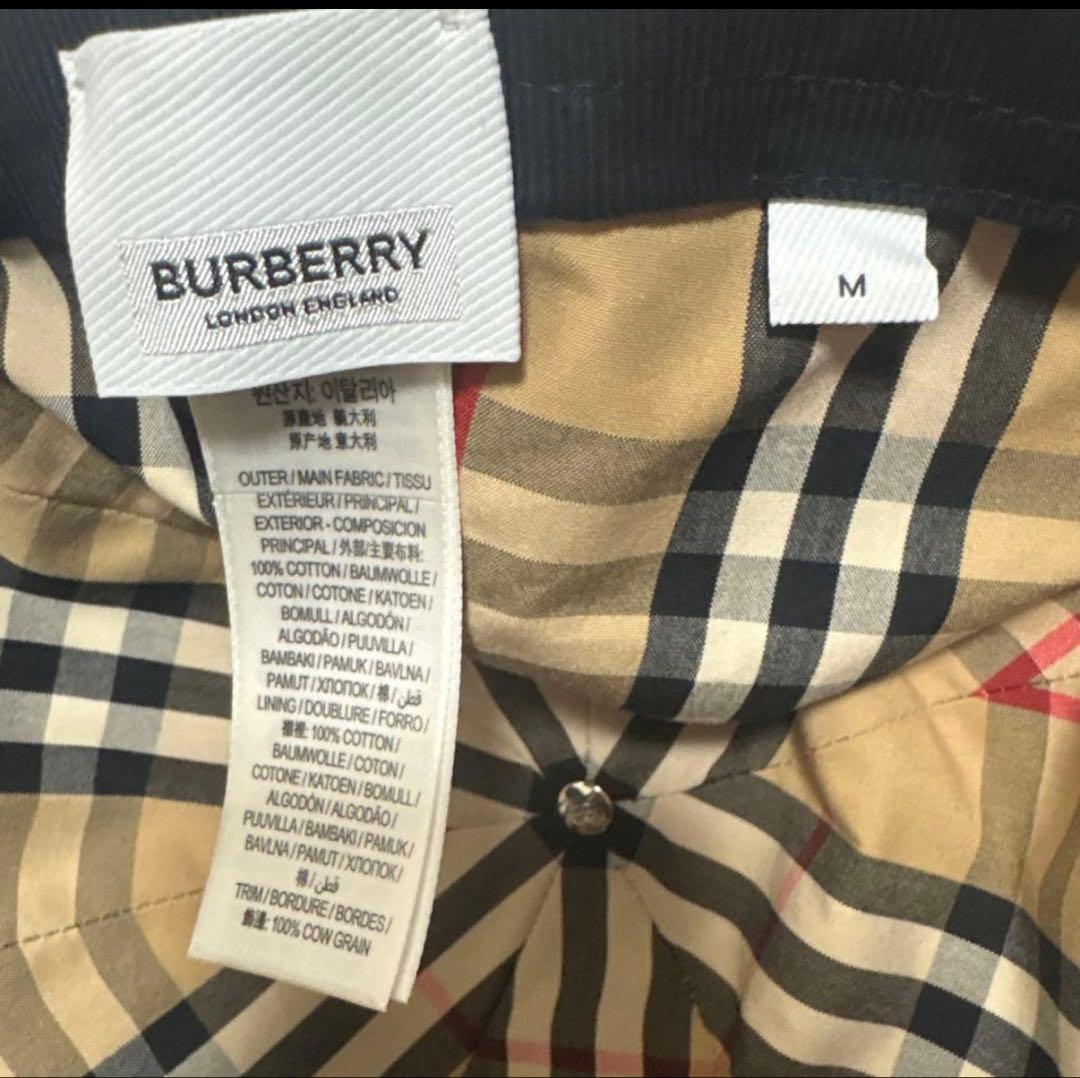 BURBERRY
LONDON ENGLAND
M
원산지: 이탈리아
原產地 義大利
原产地 意大利
OUTER / MAIN FABRIC / TISSU
EXTÉRIEUR / PRINCIPAL /
EXTERIOR - COMPOSICION
PRINCIPAL / 外部/主要布料:
100% COTTON / BAUMWOLLE /
COTON / COTONE / KATOEN /
BOMULL / ALGODÓN /
ALGODÃO / PUUVILLA /
BAMBAKI / PAMUK / BAVLNA /
PAMUT / ХЛОПОК / 棉 / قطن /
LINING / DOUBLURE / FORRO /
襯裡: 100% COTTON /
BAUMWOLLE / COTON /
COTONE / KATOEN / BOMULL /
ALGODÓN / ALGODÃO /
PUUVILLA / BAMBAKI / PAMUK /
BAVLNA / PAMUT / ХЛОПОК /
棉 / قطن
TRIM / BORDURE / BORDES /
飾邊: 100% COW GRAIN